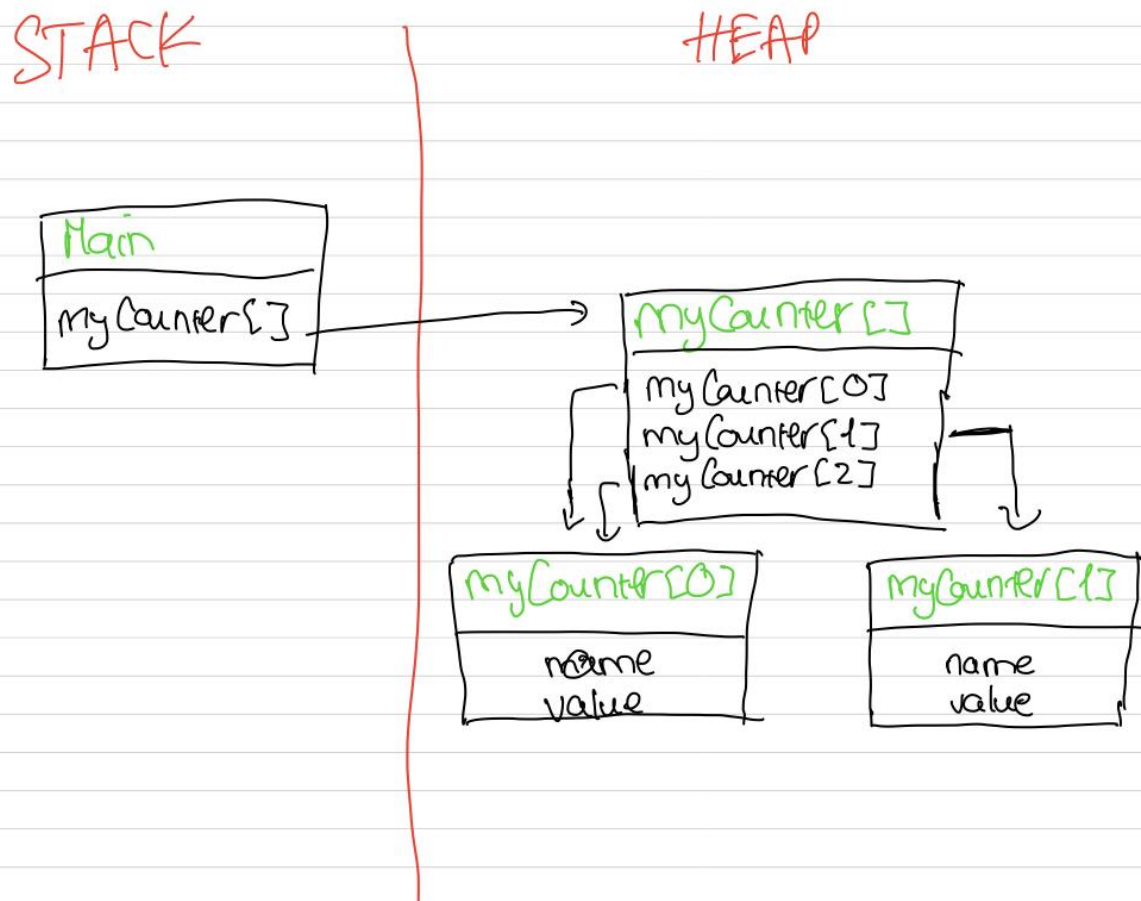 STACK
HEAP
Main
myCounter[]
myCounter[]
myCounter[0]
myCounter[1]
myCounter[2]
myCounter[0]
name
value
myCounter[1]
name
value